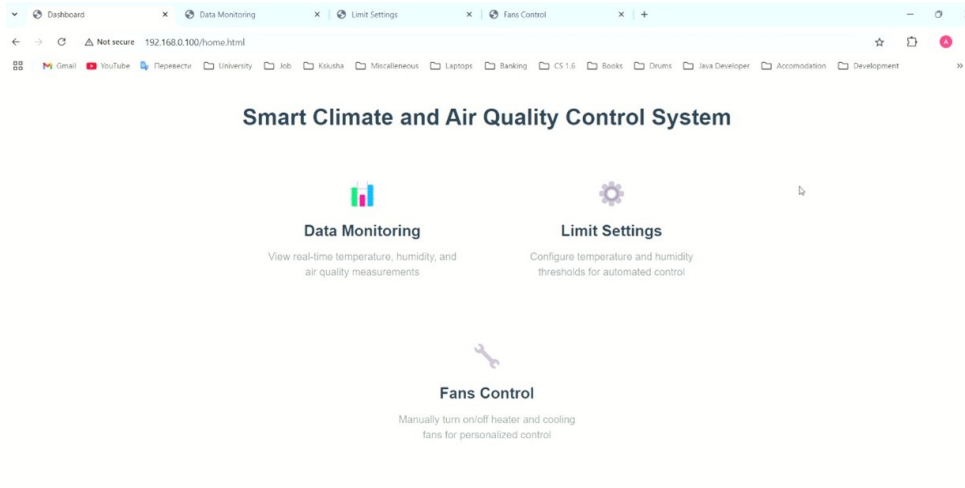 Dashboard
Data Monitoring
Limit Settings
Fans Control
Not secure 192.168.0.100/home.html
A
Gmail YouTube Перевести University Job Ksiusha Miscalleneous Laptops Banking CS 1.6 Books Drums Java Developer Accomodation Development
Smart Climate and Air Quality Control System
Data Monitoring
View real-time temperature, humidity, and
air quality measurements
Limit Settings
Configure temperature and humidity
thresholds for automated control
Fans Control
Manually turn on/off heater and cooling
fans for personalized control